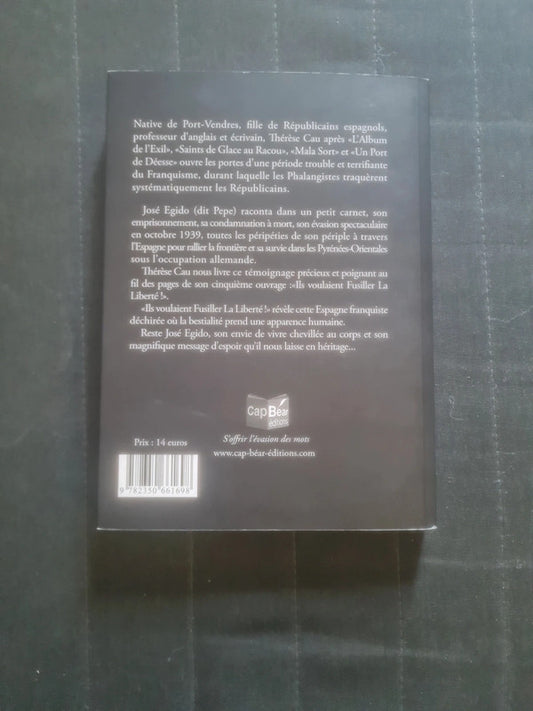 Native de Port-Vendres, fille de Républicains espagnols,
professeur d'anglais et écrivain, Thérèse Cau après «L'Album
de l'Exil», «Saints de Glace au Racou», «Mala Sort» et «Un Port
de Déesse» ouvre les portes d'une période trouble et terrifiante
du Franquisme, durant laquelle les Phalangistes traquèrent
systématiquement les Républicains.
José Egido (dit Pepe) raconta dans un petit carnet, son
emprisonnement, sa condamnation à mort, son évasion spectaculaire
en octobre 1939, toutes les péripéties de son périple à travers
l'Espagne pour rallier la frontière et sa survie dans les Pyrénées-Orientales
sous l'occupation allemande.
Thérèse Cau nous livre ce témoignage précieux et poignant au
fil des pages de son cinquième ouvrage :«Ils voulaient Fusiller La
Liberté !».
«Ils voulaient Fusiller La Liberté !» révèle cette Espagne franquiste
déchirée où la bestialité prend une apparence humaine.
Reste José Egido, son envie de vivre chevillée au corps et son
magnifique message d'espoir qu'il nous laisse en héritage...
Cap Béar
éditions
S'offrir l'évasion des mots
www.cap-béar-éditions.com
Prix : 14 euros
9 782350 661698